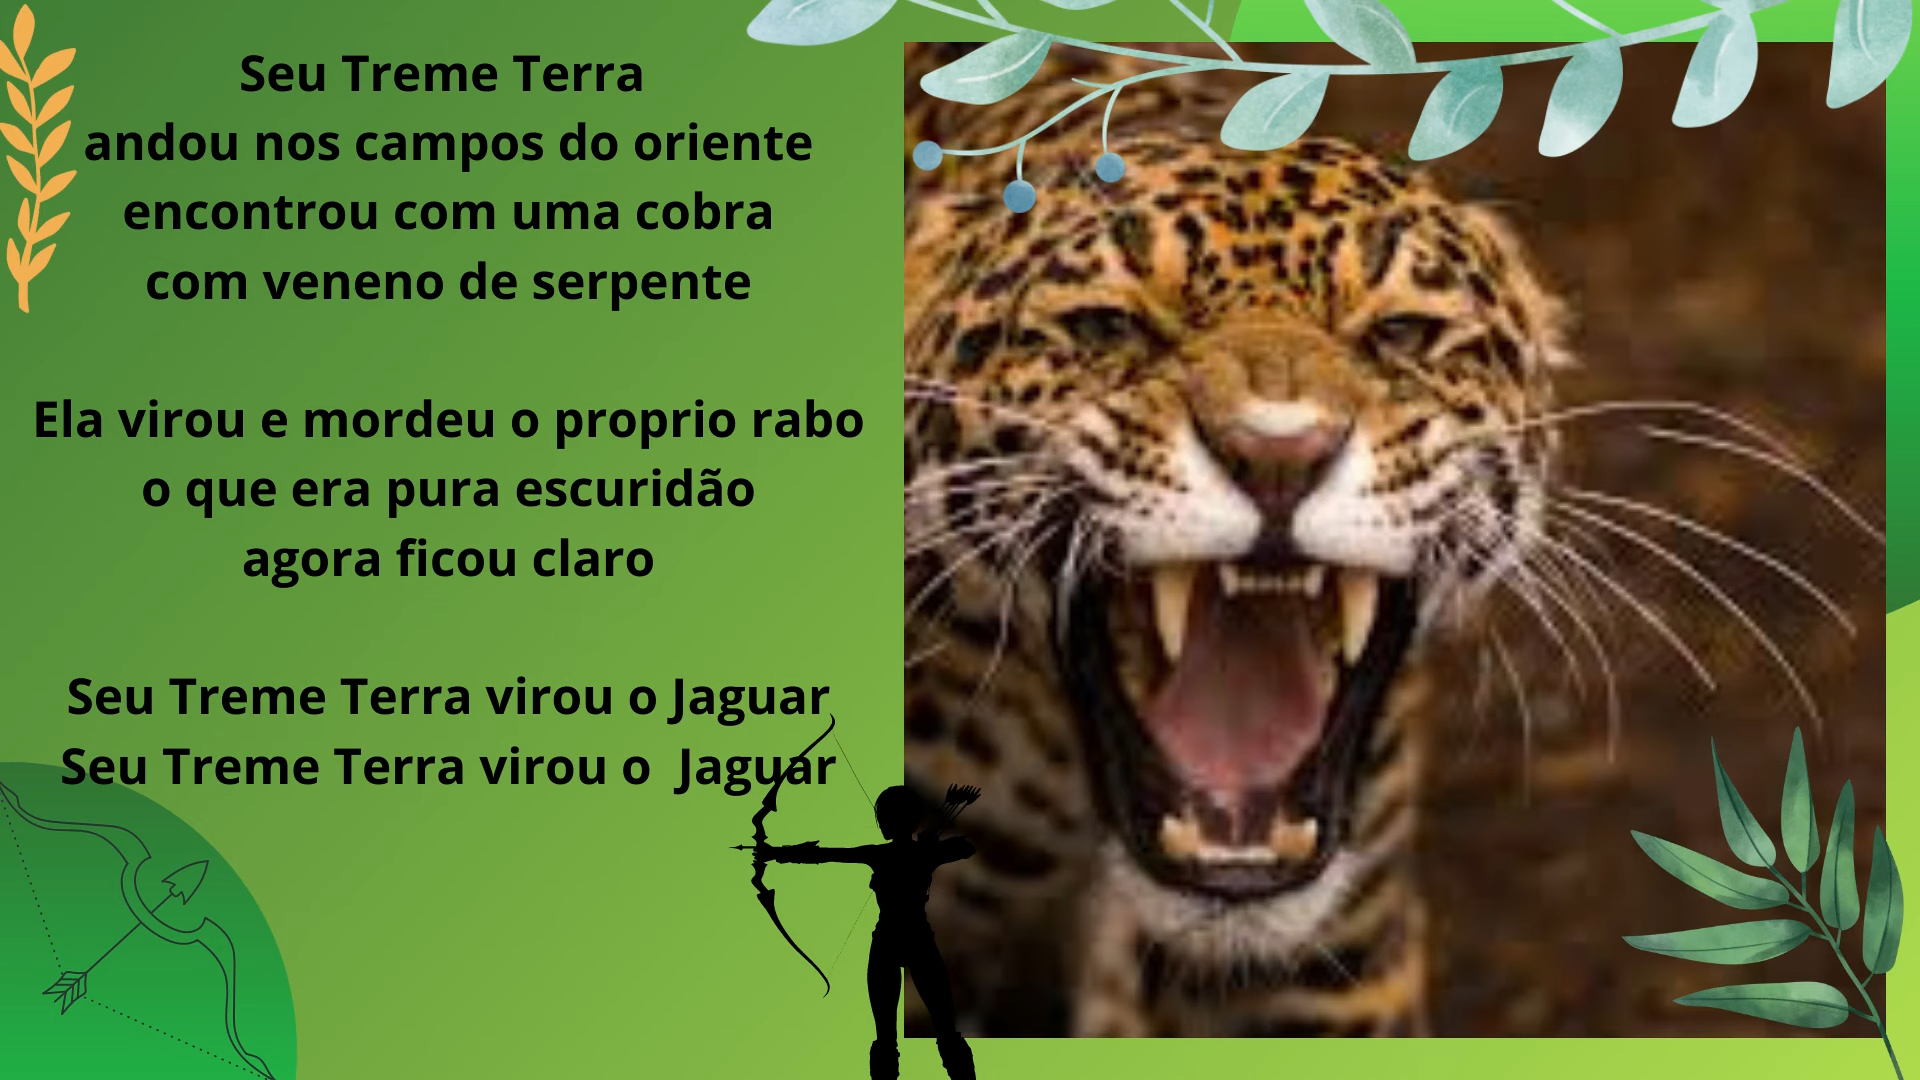 Seu Treme Terra
andou nos campos do oriente
encontrou com uma cobra
com veneno de serpente
Ela virou e mordeu o proprio rabo
o que era pura escuridão
agora ficou claro
Seu Treme Terra virou o Jaguar
Seu Treme Terra virou o  Jaguar